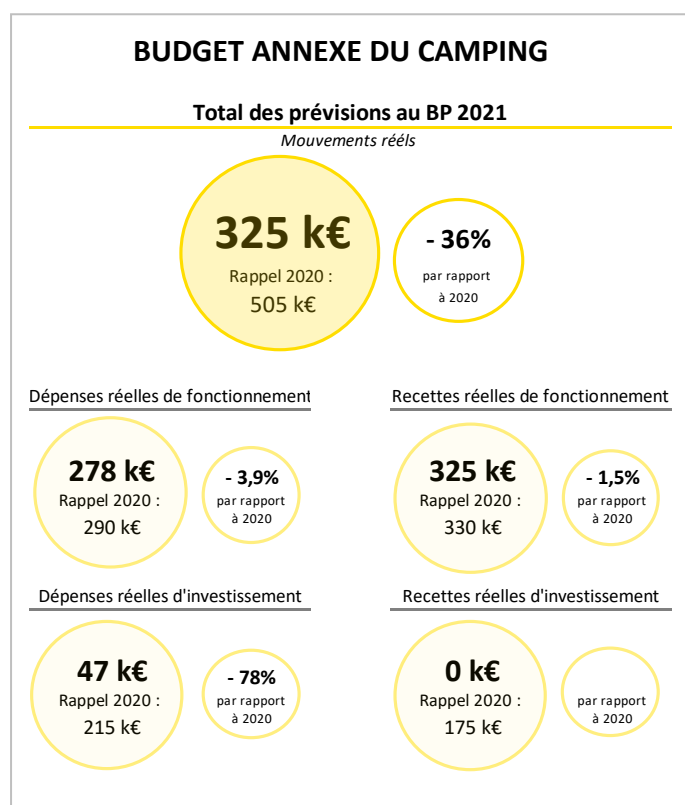 BUDGET ANNEXE DU CAMPING
Total des prévisions au BP 2021
Mouvements réels
325 k€
Rappel 2020 :
505 k€
- 36%
par rapport
à 2020
Dépenses réelles de fonctionnement
278 k€
Rappel 2020 :
290 k€
- 3,9%
par rapport
à 2020
Recettes réelles de fonctionnement
325 k€
Rappel 2020 :
330 k€
- 1,5%
par rapport
à 2020
Dépenses réelles d'investissement
47 k€
Rappel 2020 :
215 k€
- 78%
par rapport
à 2020
Recettes réelles d'investissement
0 k€
Rappel 2020 :
175 k€
par rapport
à 2020